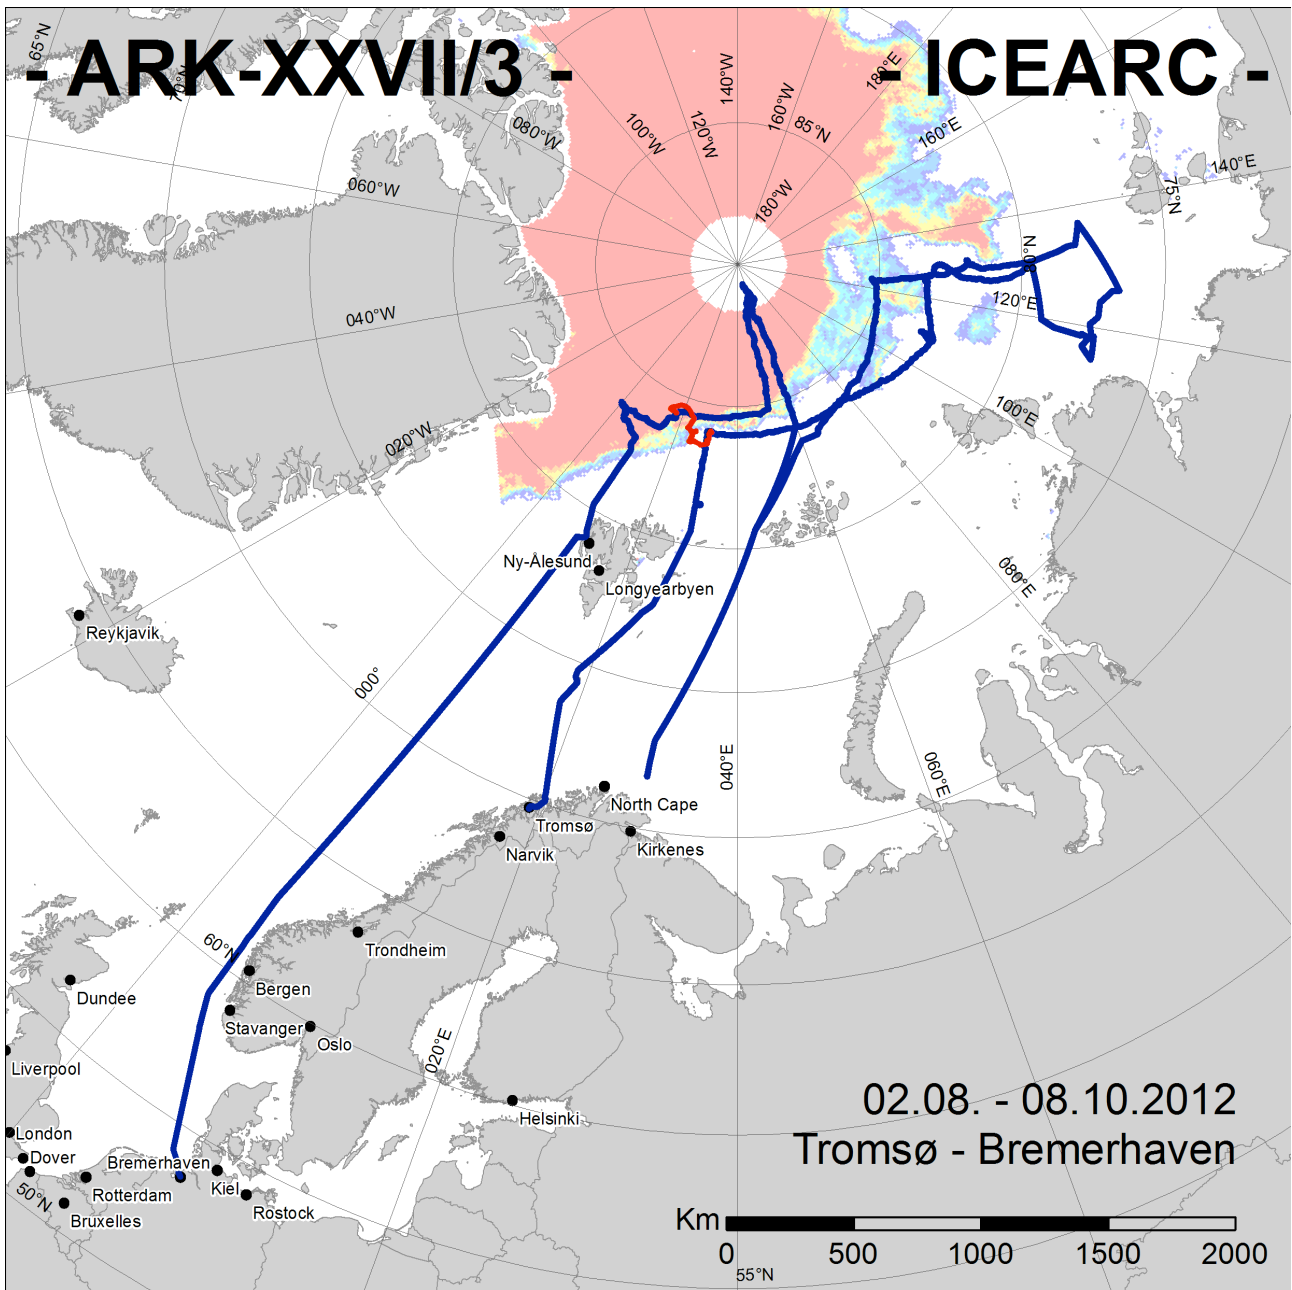 - ARK-XXVII/3 -
- ICEARC -
65°N
70°N
080°W
100°W
120°W
140°W
160°W
85°N
180°E
160°E
140°E
75°N
060°W
180°W
80°N
120°E
040°W
020°W
100°E
Ny-Ålesund
Longyearbyen
080°E
Reykjavik
000°
040°E
060°E
North Cape
Tromsø
Narvik
Kirkenes
60°N
Trondheim
Bergen
Dundee
Stavanger
Oslo
020°E
Liverpool
Helsinki
02.08. - 08.10.2012
Tromsø - Bremerhaven
London
Dover
Bremerhaven
Kiel
Rotterdam
50°N
Bruxelles
Rostock
Km
0 500 1000 1500 2000
55°N